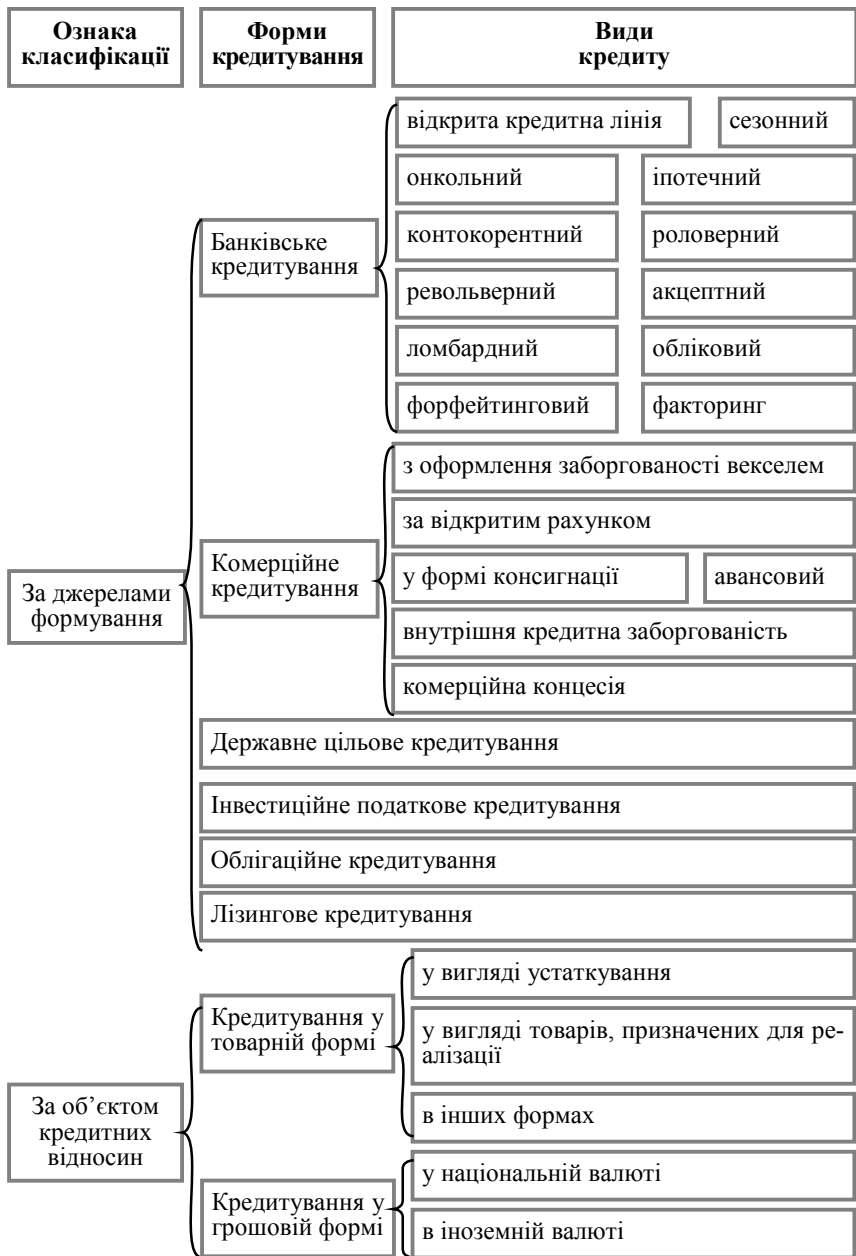 Ознака
класифікації
Форми
кредитування
Види
кредиту
відкрита кредитна лінія
сезонний
онкольний
іпотечний
Банківське
кредитування
контокорентний
роловерний
револьверний
акцептний
ломбардний
обліковий
форфейтинговий
факторинг
з оформлення заборгованості векселем
за відкритим рахунком
Комерційне
кредитування
у формі консигнації
авансовий
За джерелами
формування
внутрішня кредитна заборгованість
комерційна концесія
Державне цільове кредитування
Інвестиційне податкове кредитування
Облігаційне кредитування
Лізингове кредитування
у вигляді устаткування
Кредитування у
товарній формі
у вигляді товарів, призначених для ре-
алізації
в інших формах
За об’єктом
кредитних
відносин
у національній валюті
Кредитування у
грошовій формі
в іноземній валюті